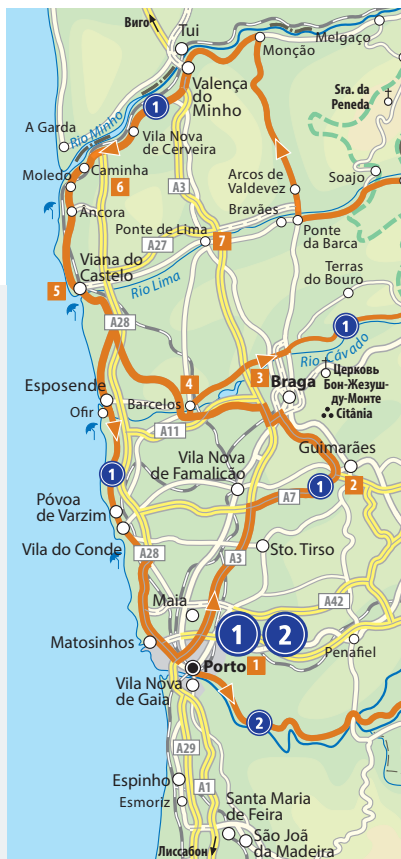 Виго
Tui
Melgaço
Monção
Valença
do
Minho
Sra. da
Peneda
1
Rio Minho
A Garda
Vila Nova
de Cerveira
A3
Caminha
Moledo
6
Arcos de
Valdevez
Soajo
Âncora
Bravães
Ponte de Lima
7
A27
Ponte
da Barca
Viana do
Castelo
5
Rio Lima
Terras
do Bouro
A28
1
Rio Cávado
4
3
Церковь
Бон-Жезуш-
ду-Монте
Citânia
Esposende
Braga
Barcelos
Ofir
A11
Guimarães
Vila Nova
de Famalicão
1
2
1
A7
Póvoa
de Varzim
Vila do Conde
A28
A3
Sto. Tirso
Maia
A42
1
2
Matosinhos
Penafiel
Porto
1
Vila Nova
de Gaia
2
A29
Espinho
A1
Esmoriz
Santa Maria
de Feira
São Joã
da Madeira
Лиссабон